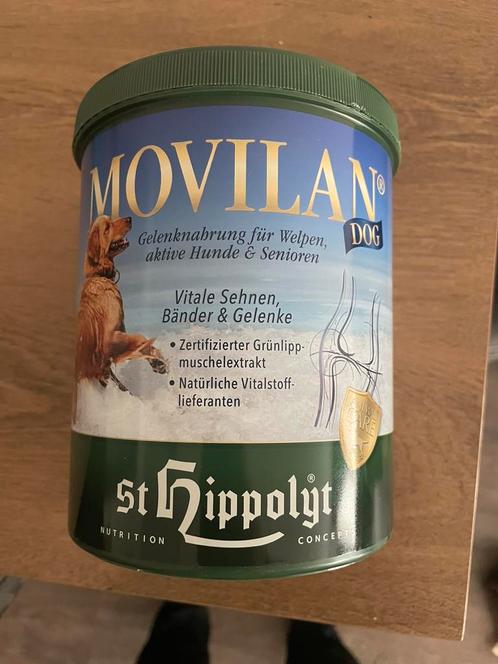 MOVILAN®
DOG
Gelenknahrung für Welpen,
aktive Hunde & Senioren
Vitale Sehnen,
Bänder & Gelenke
• Zertifizierter Grünlipp-
muschelextrakt
• Natürliche Vitalstoff-
lieferanten
CARE
st Hippolyt®
NUTRITION CONCEPT